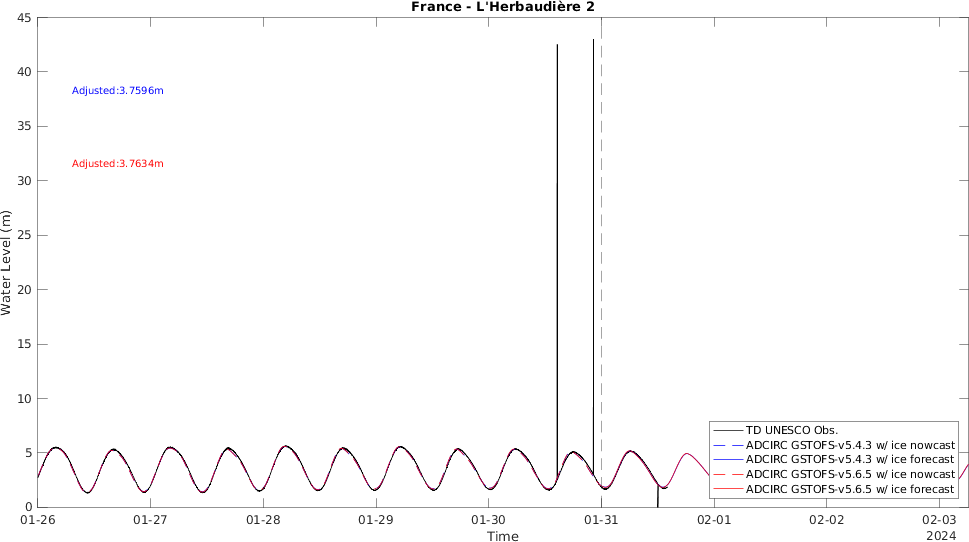 France - L'Herbaudière 2
45
40
35
30
25
20
15
10
5
0
Water Level (m)
Adjusted:3.7596m
Adjusted:3.7634m
TD UNESCO Obs.
ADCIRC GSTOFS-v5.4.3 w/ ice nowcast
ADCIRC GSTOFS-v5.4.3 w/ ice forecast
ADCIRC GSTOFS-v5.6.5 w/ ice nowcast
ADCIRC GSTOFS-v5.6.5 w/ ice forecast
01-26 01-27 01-28 01-29 01-30 01-31 02-01 02-02 02-03
Time
2024